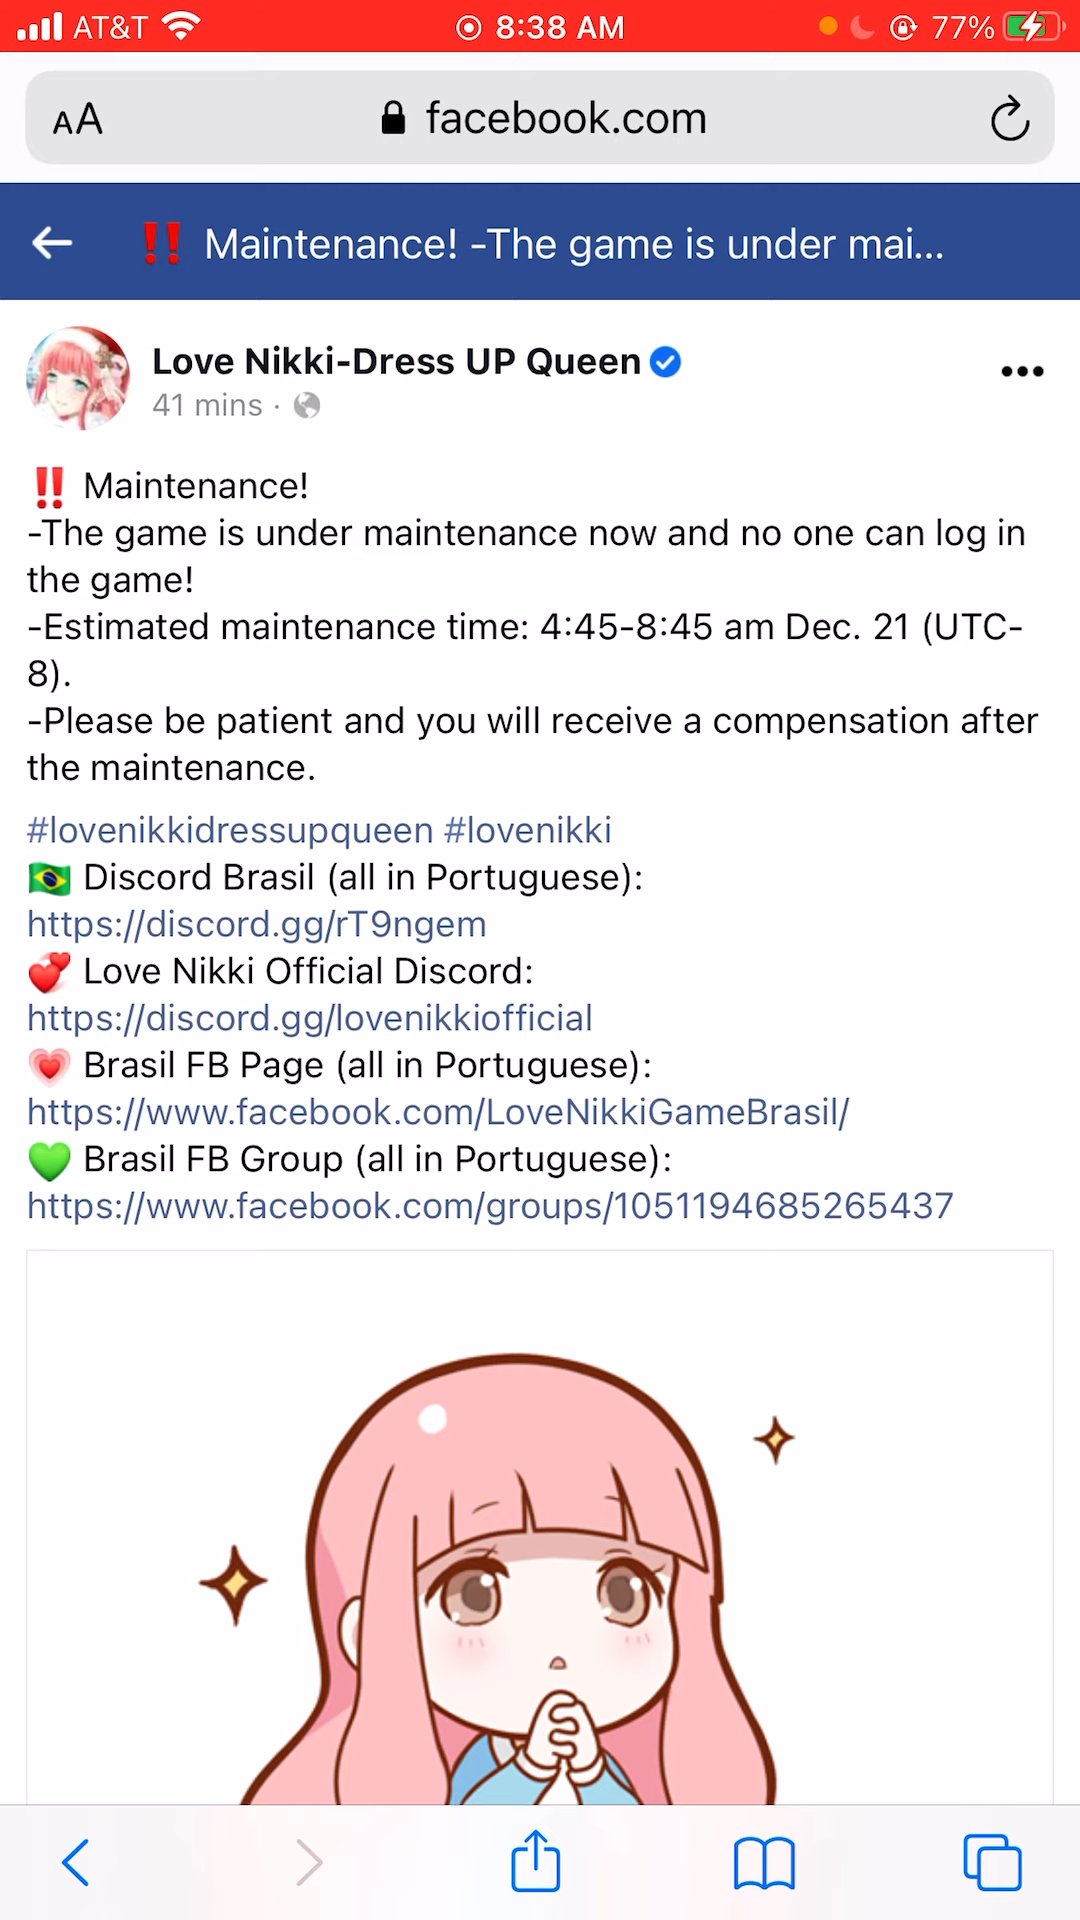 AT&T 8:38 AM 77%
AA facebook.com
‼️ Maintenance! -The game is under mai...
Love Nikki-Dress UP Queen
41 mins ·
‼️ Maintenance!
-The game is under maintenance now and no one can log in
the game!
-Estimated maintenance time: 4:45-8:45 am Dec. 21 (UTC-
8).
-Please be patient and you will receive a compensation after
the maintenance.
#lovenikkidressupqueen #lovenikki
🇧🇷 Discord Brasil (all in Portuguese):
https://discord.gg/rT9ngem
💞 Love Nikki Official Discord:
https://discord.gg/lovenikkiofficial
💗 Brasil FB Page (all in Portuguese):
https://www.facebook.com/LoveNikkiGameBrasil/
💚 Brasil FB Group (all in Portuguese):
https://www.facebook.com/groups/1051194685265437